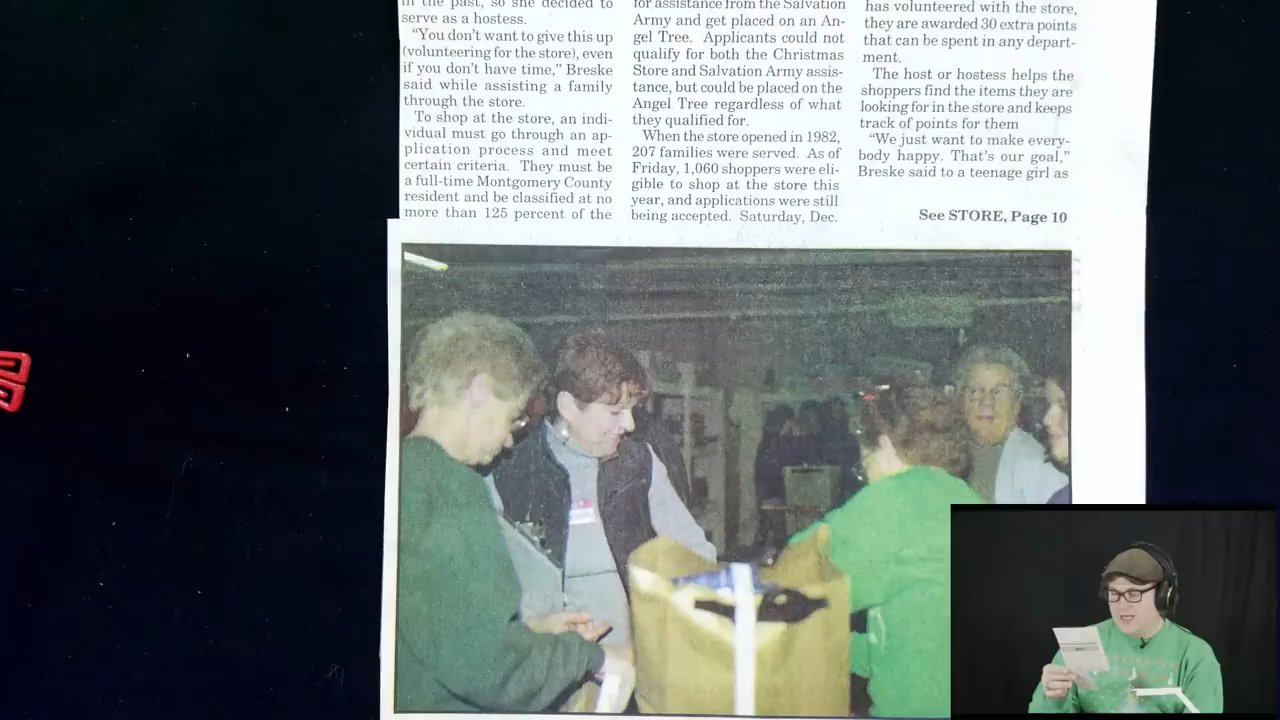 in the past, so she decided to
serve as a hostess.
“You don’t want to give this up
(volunteering for the store), even
if you don’t have time,” Breske
said while assisting a family
through the store.
To shop at the store, an indi-
vidual must go through an ap-
plication process and meet
certain criteria. They must be
a full-time Montgomery County
resident and be classified at no
more than 125 percent of the
for assistance from the Salvation
Army and get placed on an An-
gel Tree. Applicants could not
qualify for both the Christmas
Store and Salvation Army assis-
tance, but could be placed on the
Angel Tree regardless of what
they qualified for.
When the store opened in 1982,
207 families were served. As of
Friday, 1,060 shoppers were eli-
gible to shop at the store this
year, and applications were still
being accepted. Saturday, Dec.
has volunteered with the store,
they are awarded 30 extra points
that can be spent in any depart-
ment.
The host or hostess helps the
shoppers find the items they are
looking for in the store and keeps
track of points for them
“We just want to make every-
body happy. That’s our goal,”
Breske said to a teenage girl as
See STORE, Page 10